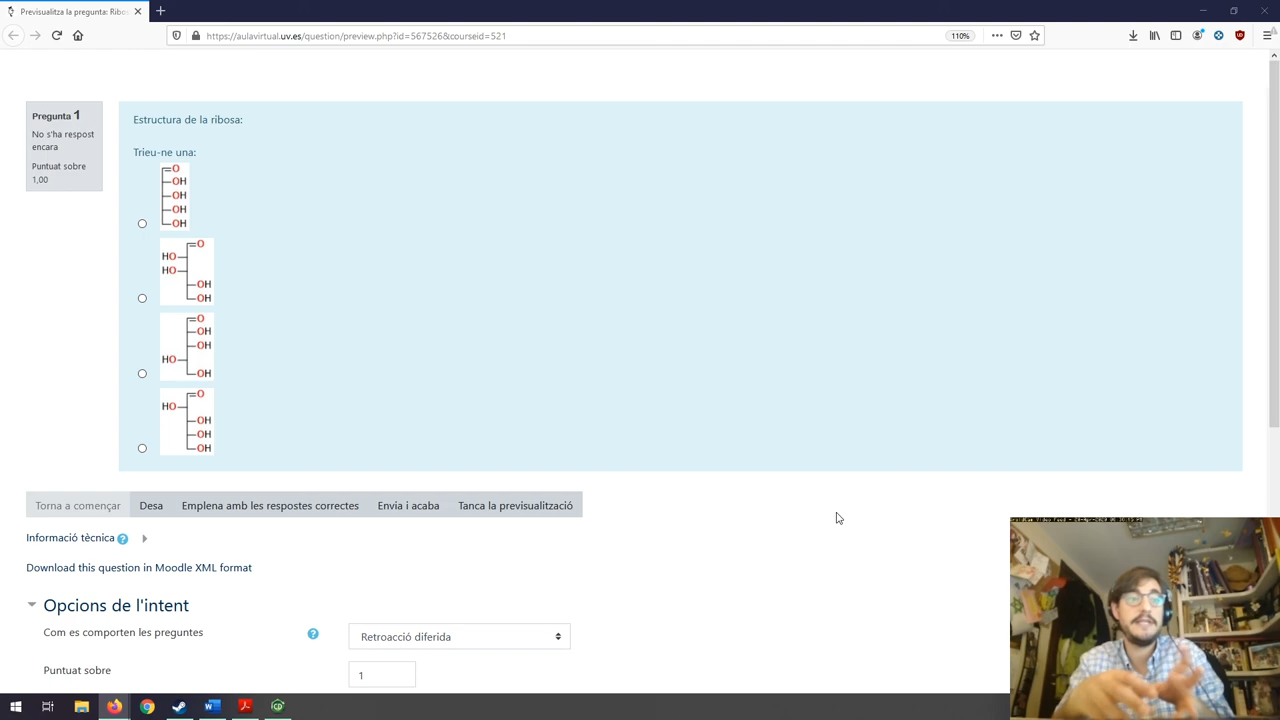 Previsualitza la pregunta: Ribos
https://aulavirtual.uv.es/question/preview.php?id=567526&courseid=521
110%
Pregunta 1
No s'ha respost
encara
Puntuat sobre
1,00
Estructura de la ribosa:
Trieu-ne una:
O
OH
OH
OH
OH
O
HO
HO
OH
OH
O
OH
OH
HO
OH
O
HO
OH
OH
OH
Torna a començar
Desa
Emplena amb les respostes correctes
Envia i acaba
Tanca la previsualització
Informació tècnica
Download this question in Moodle XML format
Opcions de l'intent
Com es comporten les preguntes
Retroacció diferida
Puntuat sobre
1